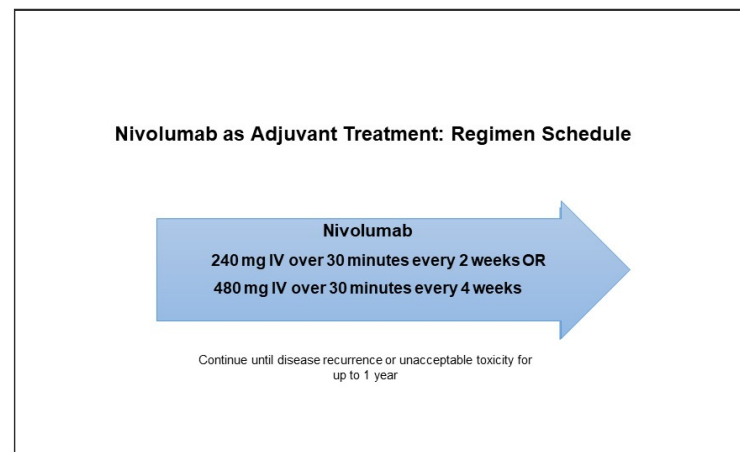 Nivolumab as Adjuvant Treatment: Regimen Schedule
Nivolumab
240 mg IV over 30 minutes every 2 weeks OR
480 mg IV over 30 minutes every 4 weeks
Continue until disease recurrence or unacceptable toxicity for
up to 1 year